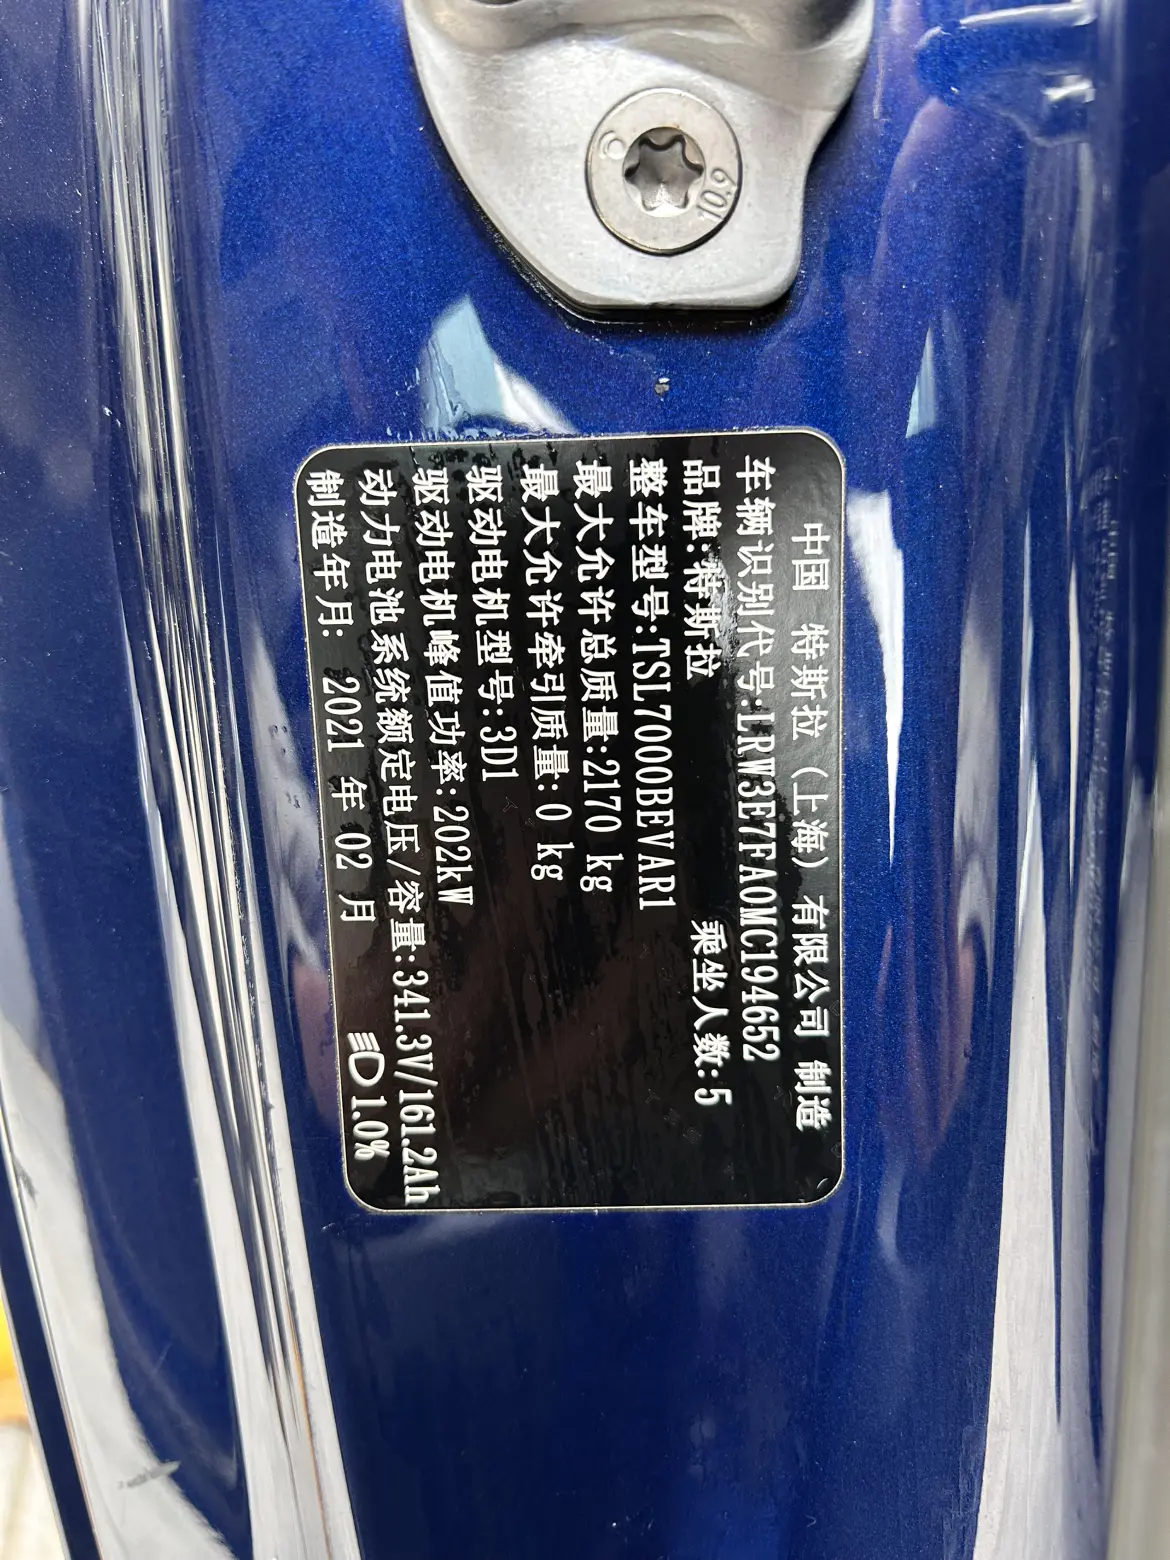 10.9
中国 特斯拉（上海）有限公司 制造
车辆识别代号:LRW3E7FA0MC194652
品牌:特斯拉 乘坐人数:5
整车型号:TSL7000BEVAR1
最大允许总质量:2170 kg
最大允许牵引质量:0 kg
驱动电机型号:3D1
驱动电机峰值功率:202kW
动力电池系统额定电压/容量:341.3V/161.2Ah
制造年月: 2021 年 02 月 1.0%